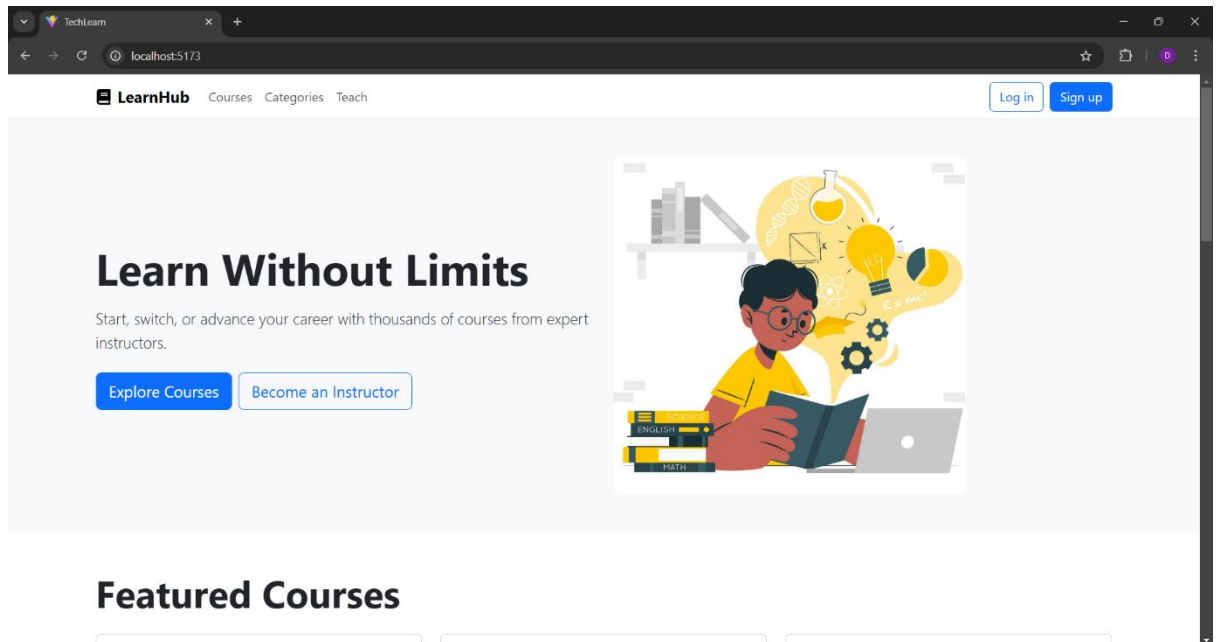 TechLearn
localhost:5173
D
LearnHub Courses Categories Teach Log in Sign up
Learn Without Limits
Start, switch, or advance your career with thousands of courses from expert
instructors.
Explore Courses Become an Instructor
x
E = mc²
SCIENCE
ENGLISH
MATH
Featured Courses